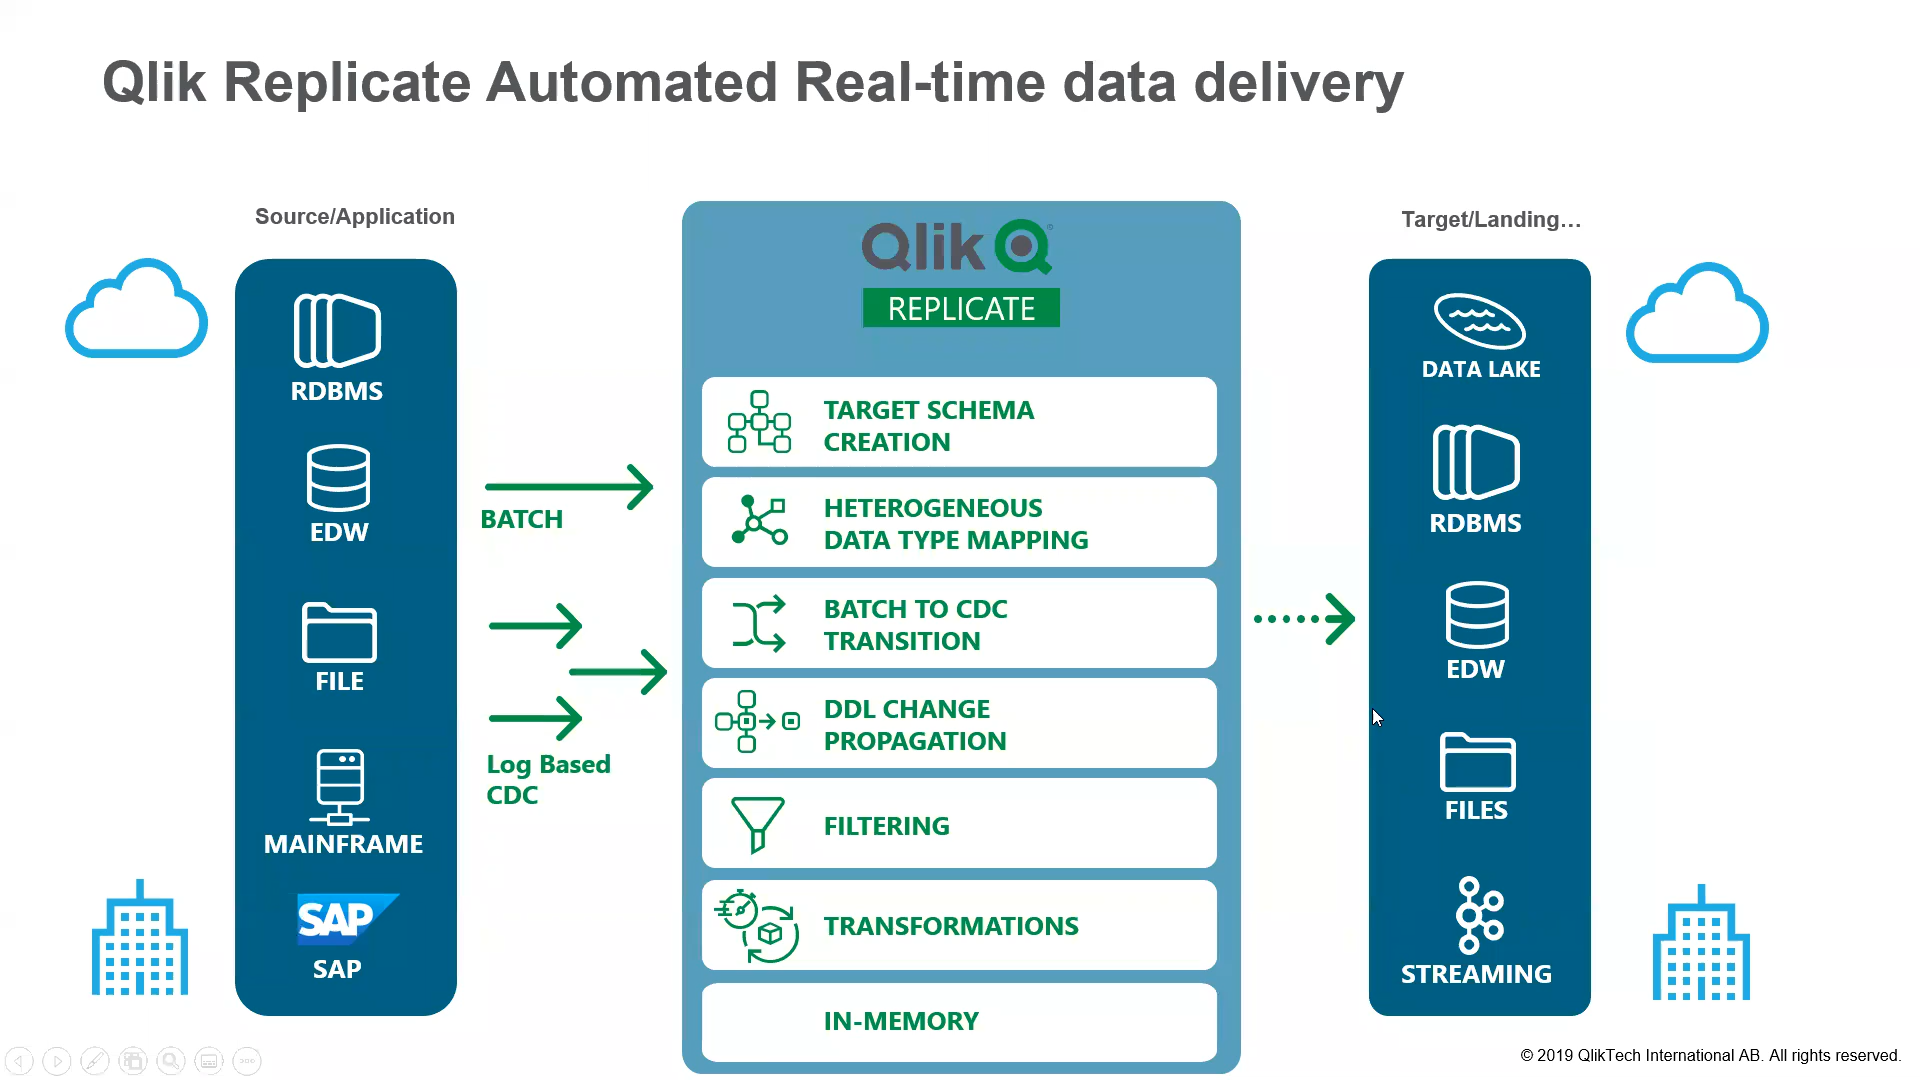 Qlik Replicate Automated Real-time data delivery
Source/Application
RDBMS
EDW
FILE
MAINFRAME
SAP
SAP
BATCH
Log Based
CDC
Qlik
REPLICATE
TARGET SCHEMA
CREATION
HETEROGENEOUS
DATA TYPE MAPPING
BATCH TO CDC
TRANSITION
DDL CHANGE
PROPAGATION
FILTERING
TRANSFORMATIONS
IN-MEMORY
Target/Landing…
DATA LAKE
RDBMS
EDW
FILES
STREAMING
© 2019 QlikTech International AB. All rights reserved.